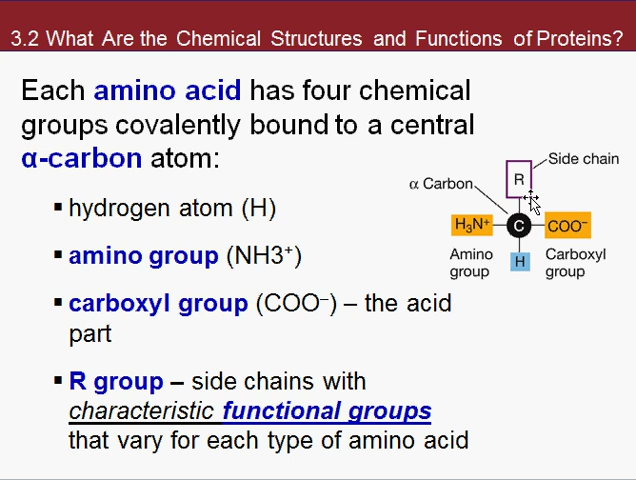 3.2 What Are the Chemical Structures and Functions of Proteins?
Each amino acid has four chemical
groups covalently bound to a central
α-carbon atom:
▪ hydrogen atom (H)
▪ amino group (NH3⁺)
▪ carboxyl group (COO⁻) – the acid
part
▪ R group – side chains with
characteristic functional groups
that vary for each type of amino acid
Side chain
α Carbon
R
H₃N⁺
C
COO⁻
H
Amino
group
Carboxyl
group